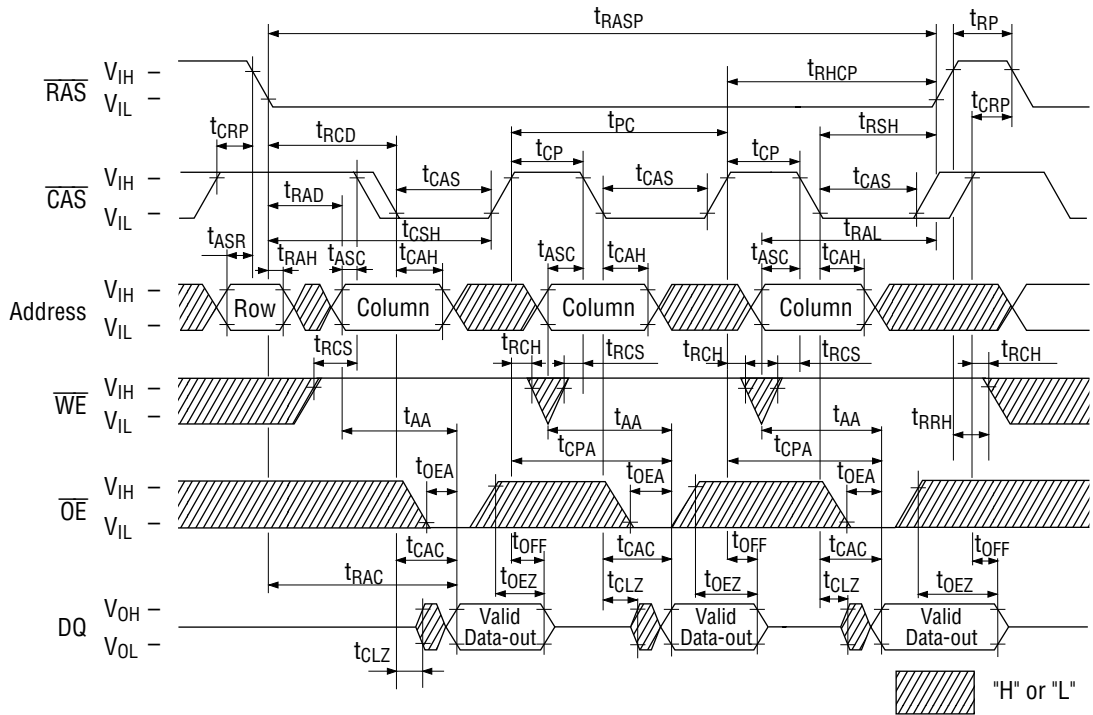 tRASP tRP
RAS VIH VIL
tRHCP
tCRP tRCD tPC tRSH tCRP
CAS VIH VIL
tCP tCP
tRAD tCAS tCAS tCAS
tCSH tRAL
tASR tRAH tASC tCAH tASC tCAH tASC tCAH
Address VIH VIL
Row Column Column Column
tRCS tRCH tRCS tRCH tRCS tRCH
WE VIH VIL
tAA tAA tAA tRRH
tCPA tCPA
OE VIH VIL
tOEA tOEA tOEA
tCAC tOFF tCAC tOFF tCAC tOFF
tRAC tOEZ tCLZ tOEZ tCLZ tOEZ
DQ VOH VOL
Valid Data-out Valid Data-out Valid Data-out
tCLZ
"H" or "L"